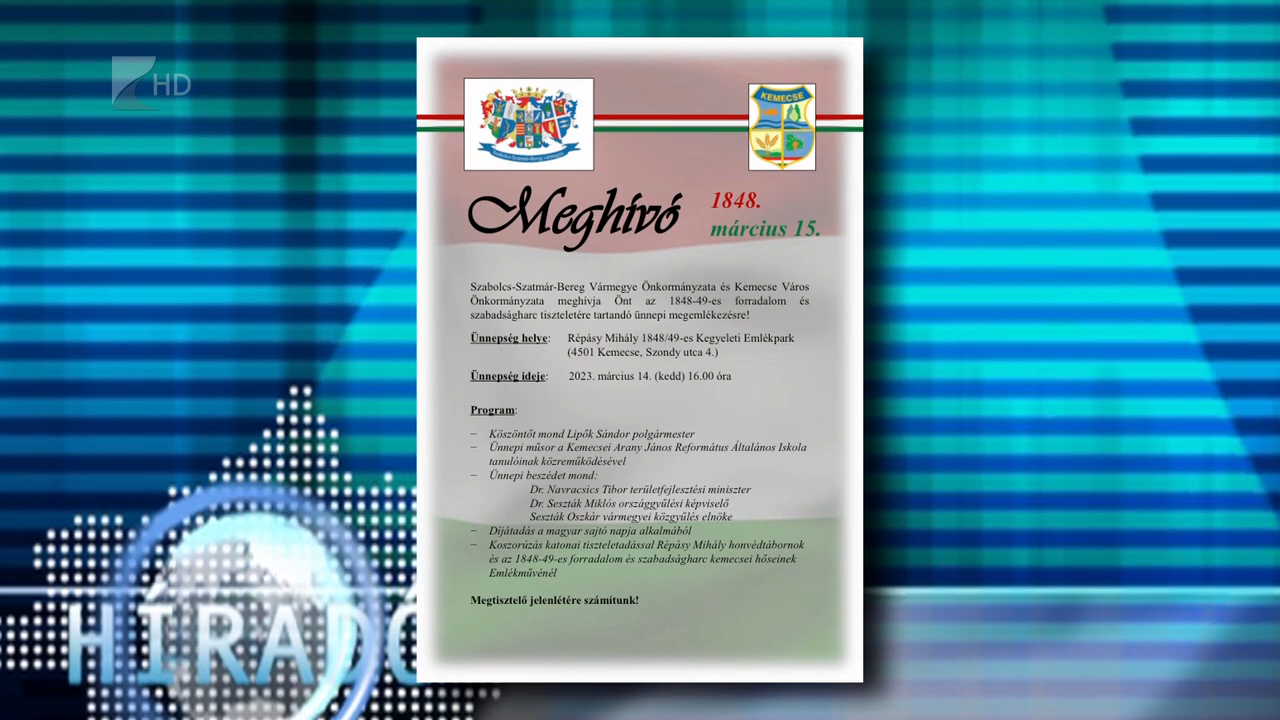 HD
KEMECSE
Szabolcs-Szatmár-Bereg vármegye
Meghívó
1848.
március 15.
Szabolcs-Szatmár-Bereg Vármegye Önkormányzata és Kemecse Város
Önkormányzata meghívja Önt az 1848-49-es forradalom és
szabadságharc tiszteletére tartandó ünnepi megemlékezésre!
Ünnepség helye: Répásy Mihály 1848/49-es Kegyeleti Emlékpark
(4501 Kemecse, Szondy utca 4.)
Ünnepség ideje: 2023. március 14. (kedd) 16.00 óra
Program:
– Köszöntőt mond Lipők Sándor polgármester
– Ünnepi műsor a Kemecsei Arany János Református Általános Iskola
tanulóinak közreműködésével
– Ünnepi beszédet mond:
Dr. Navracsics Tibor területfejlesztési miniszter
Dr. Seszták Miklós országgyűlési képviselő
Seszták Oszkár vármegyei közgyűlés elnöke
– Díjátadás a magyar sajtó napja alkalmából
– Koszorúzás katonai tiszteletadással Répásy Mihály honvédtábornok
és az 1848-49-es forradalom és szabadságharc kemecsei hőseinek
Emlékművénél
Megtisztelő jelenlétére számítunk!
HÍRADÓ